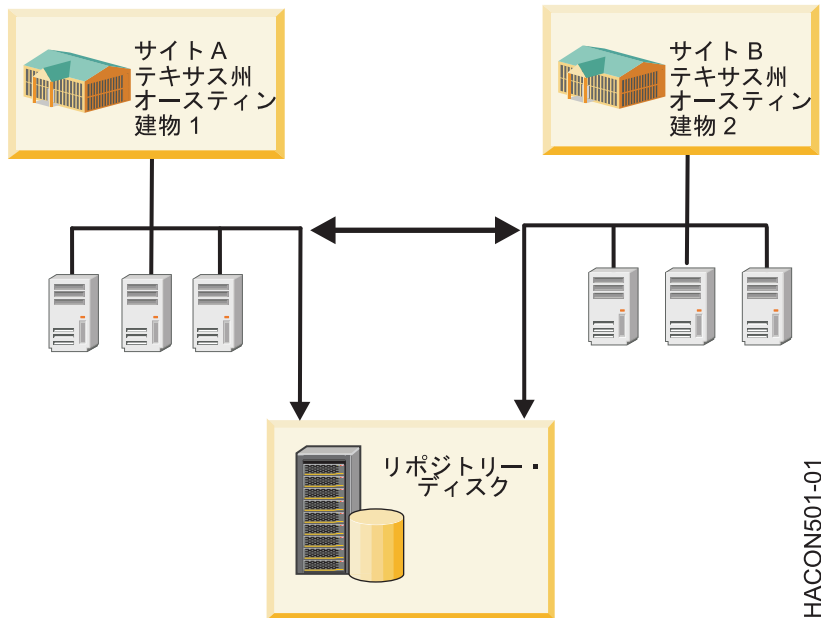 サイト A
テキサス州
オースティン
建物 1
サイト B
テキサス州
オースティン
建物 2
リポジトリー・
ディスク
HACON501-01